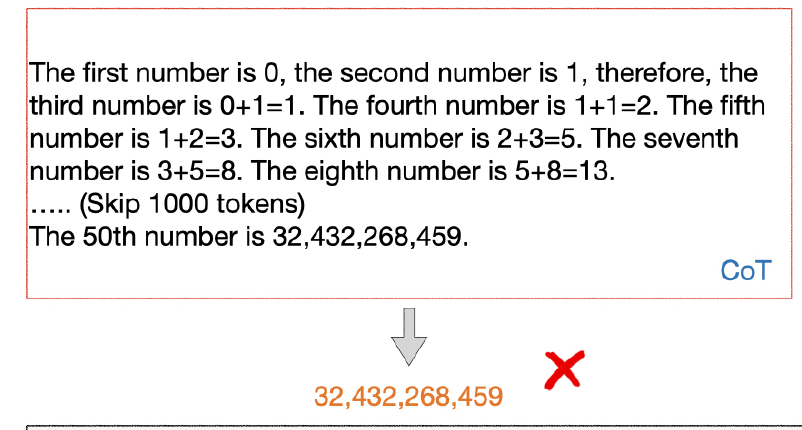 The first number is 0, the second number is 1, therefore, the
third number is 0+1=1. The fourth number is 1+1=2. The fifth
number is 1+2=3. The sixth number is 2+3=5. The seventh
number is 3+5=8. The eighth number is 5+8=13.
..... (Skip 1000 tokens)
The 50th number is 32,432,268,459.
CoT
32,432,268,459